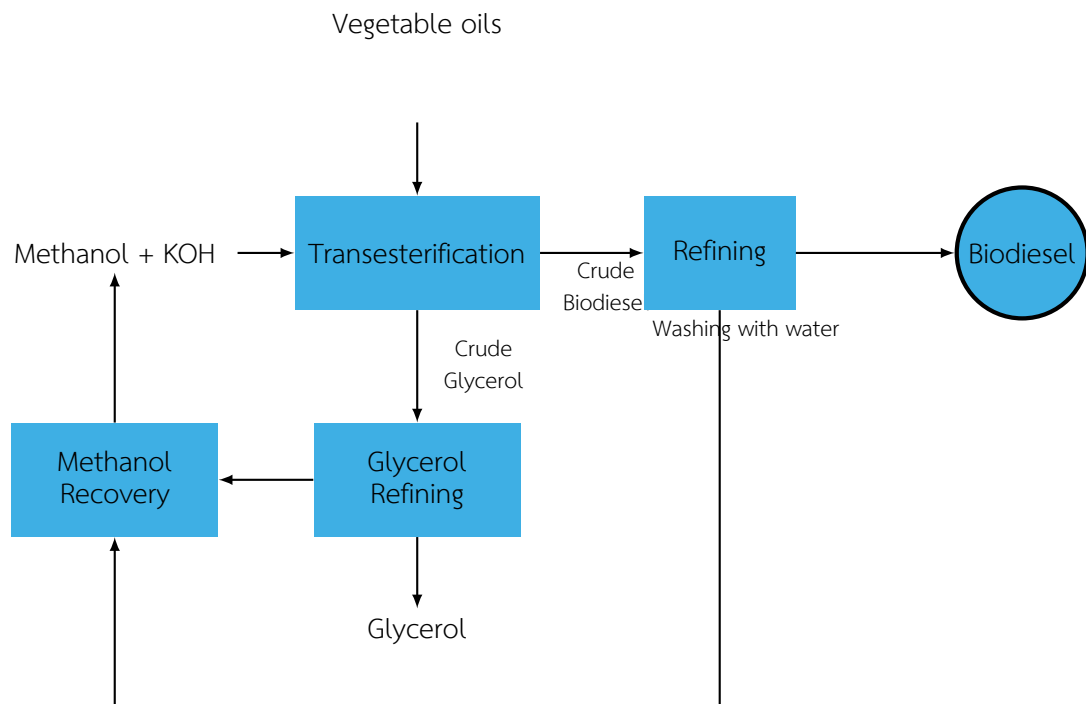 Vegetable oils
Methanol + KOH
Transesterification
Refining
Biodiesel
Crude
Biodiesel
Washing with water
Crude
Glycerol
Methanol
Recovery
Glycerol
Refining
Glycerol